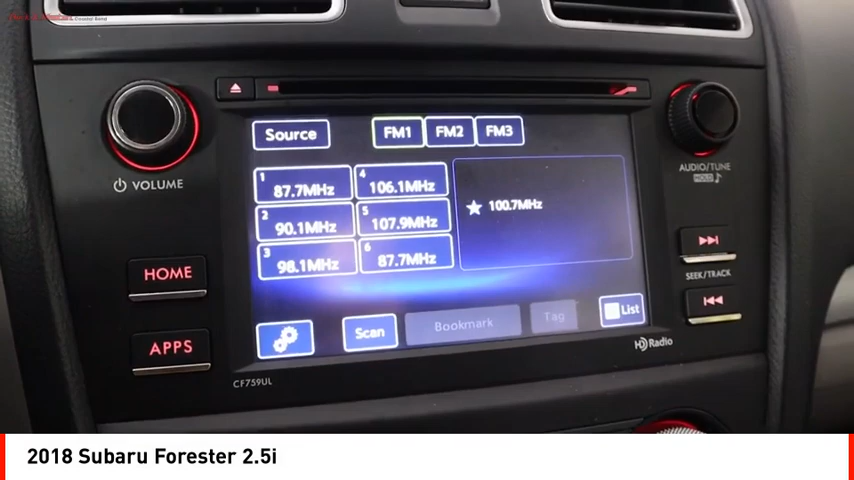 Source FM1 FM2 FM3
1 87.7MHz 4 106.1MHz
2 90.1MHz 5 107.9MHz
3 98.1MHz 6 87.7MHz
100.7MHz
Scan Bookmark Tag List
VOLUME
HOME
APPS
AUDIO/TUNE
HOLD
SEEK/TRACK
HD Radio
CF759UL
2018 Subaru Forester 2.5i